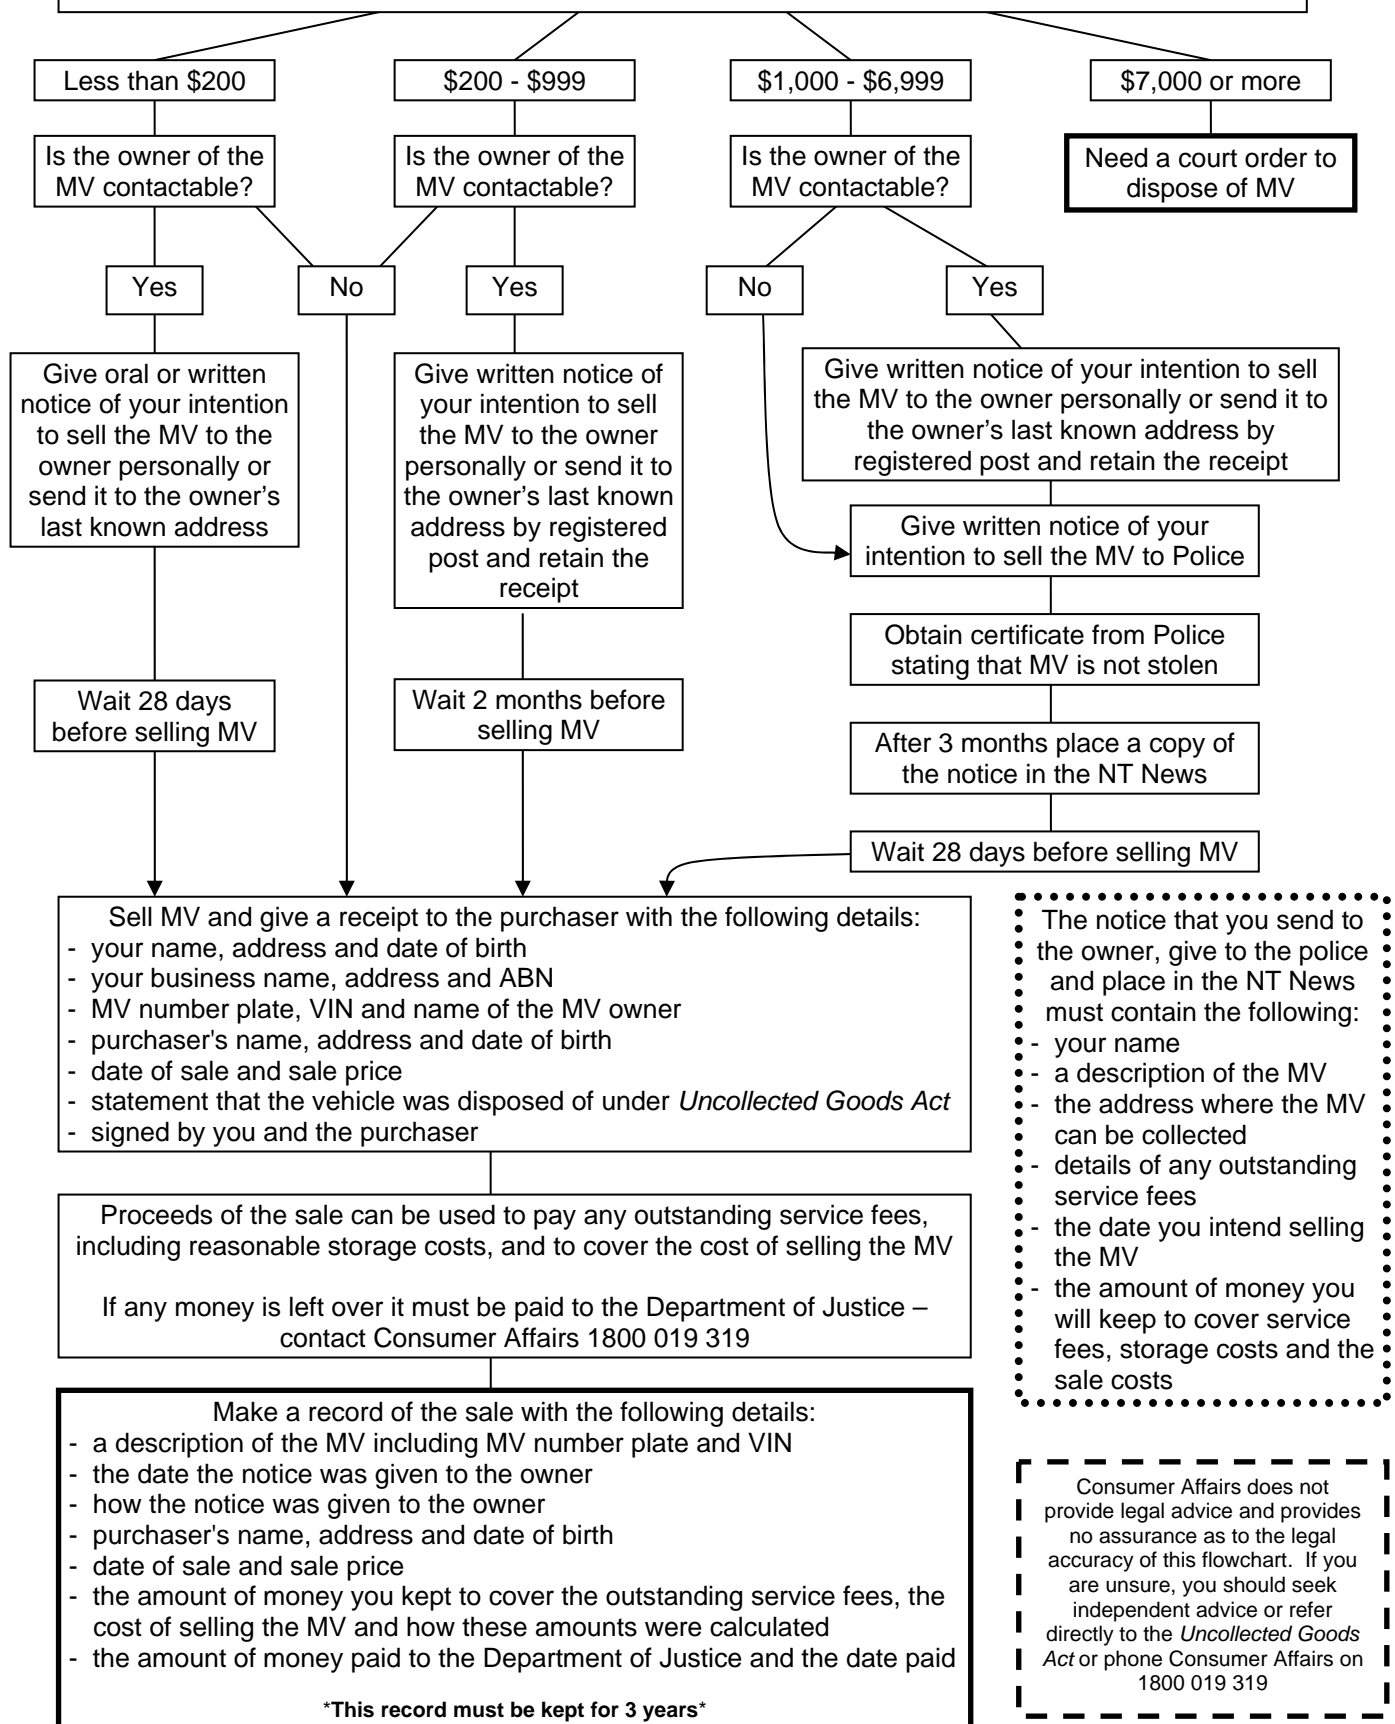 Less than $200
$200 - $999
$1,000 - $6,999
$7,000 or more
Is the owner of the
MV contactable?
Is the owner of the
MV contactable?
Is the owner of the
MV contactable?
Need a court order to
dispose of MV
Yes
No
Yes
No
Yes
Give oral or written
notice of your intention
to sell the MV to the
owner personally or
send it to the owner's
last known address
Give written notice of
your intention to sell
the MV to the owner
personally or send it to
the owner's last known
address by registered
post and retain the
receipt
Give written notice of your intention to sell
the MV to the owner personally or send it to
the owner's last known address by
registered post and retain the receipt
Give written notice of your
intention to sell the MV to Police
Obtain certificate from Police
stating that MV is not stolen
Wait 28 days
before selling MV
Wait 2 months before
selling MV
After 3 months place a copy of
the notice in the NT News
Wait 28 days before selling MV
Sell MV and give a receipt to the purchaser with the following details:
- your name, address and date of birth
- your business name, address and ABN
- MV number plate, VIN and name of the MV owner
- purchaser's name, address and date of birth
- date of sale and sale price
- statement that the vehicle was disposed of under Uncollected Goods Act
- signed by you and the purchaser
The notice that you send to
the owner, give to the police
and place in the NT News
must contain the following:
- your name
- a description of the MV
- the address where the MV
can be collected
- details of any outstanding
service fees
- the date you intend selling
the MV
- the amount of money you
will keep to cover service
fees, storage costs and the
sale costs
Proceeds of the sale can be used to pay any outstanding service fees,
including reasonable storage costs, and to cover the cost of selling the MV
If any money is left over it must be paid to the Department of Justice –
contact Consumer Affairs 1800 019 319
Make a record of the sale with the following details:
- a description of the MV including MV number plate and VIN
- the date the notice was given to the owner
- how the notice was given to the owner
- purchaser's name, address and date of birth
- date of sale and sale price
- the amount of money you kept to cover the outstanding service fees, the
cost of selling the MV and how these amounts were calculated
- the amount of money paid to the Department of Justice and the date paid
*This record must be kept for 3 years*
Consumer Affairs does not
provide legal advice and provides
no assurance as to the legal
accuracy of this flowchart. If you
are unsure, you should seek
independent advice or refer
directly to the Uncollected Goods
Act or phone Consumer Affairs on
1800 019 319